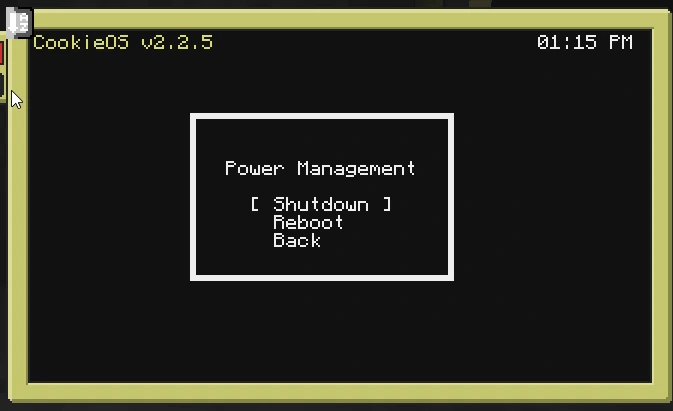 CookieOS v2.2.5 01:15 PM
Power Management
[ Shutdown ]
Reboot
Back